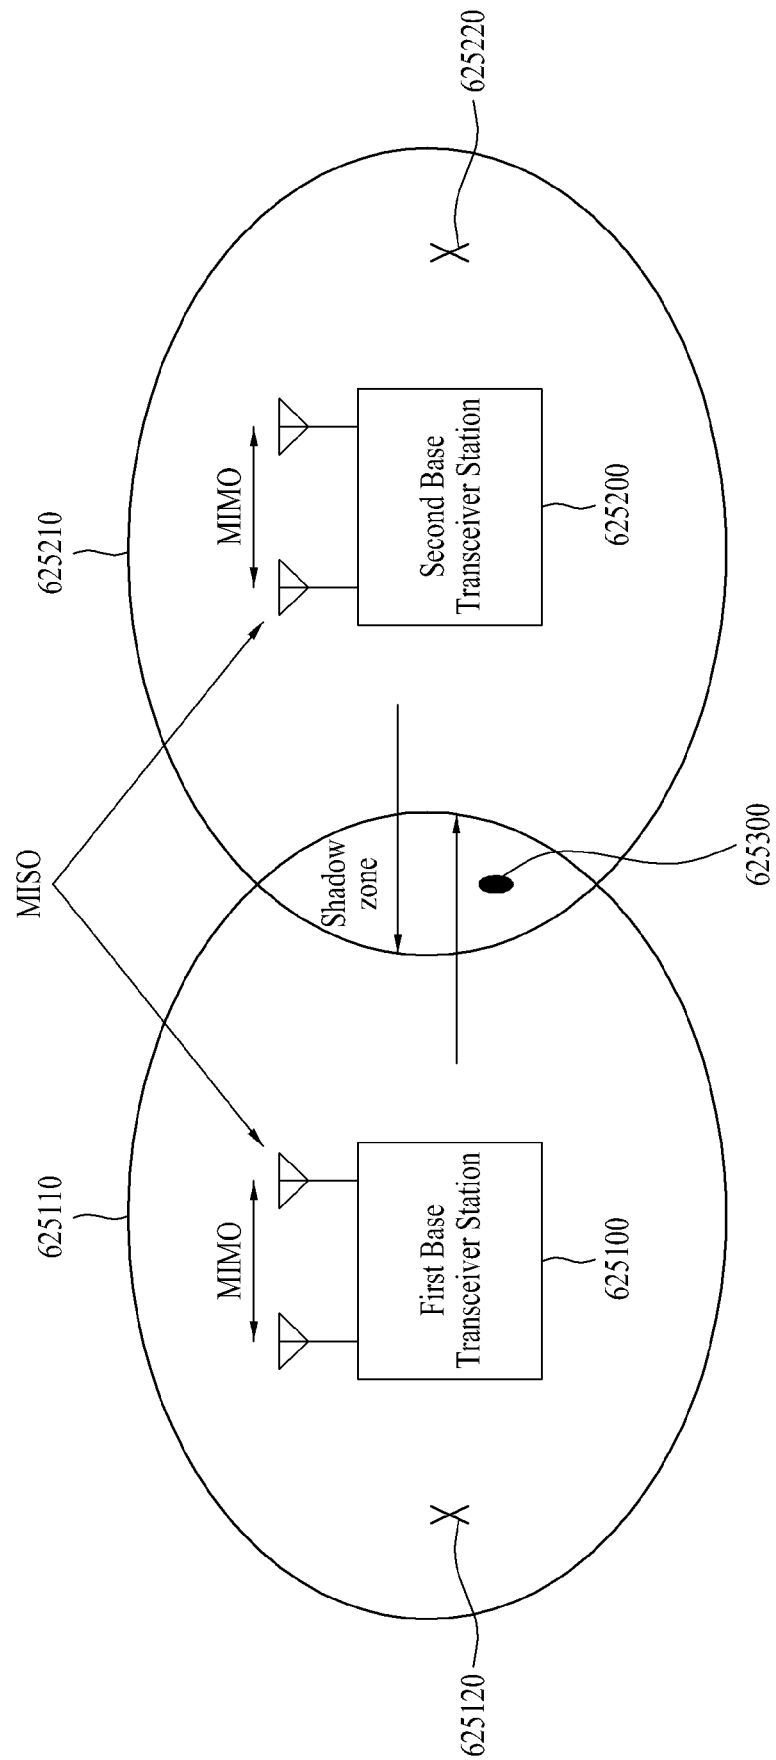 MISO
625110
625210
MIMO
MIMO
Shadow
zone
First Base
Transceiver Station
Second Base
Transceiver Station
625120
625100
625300
625200
625220